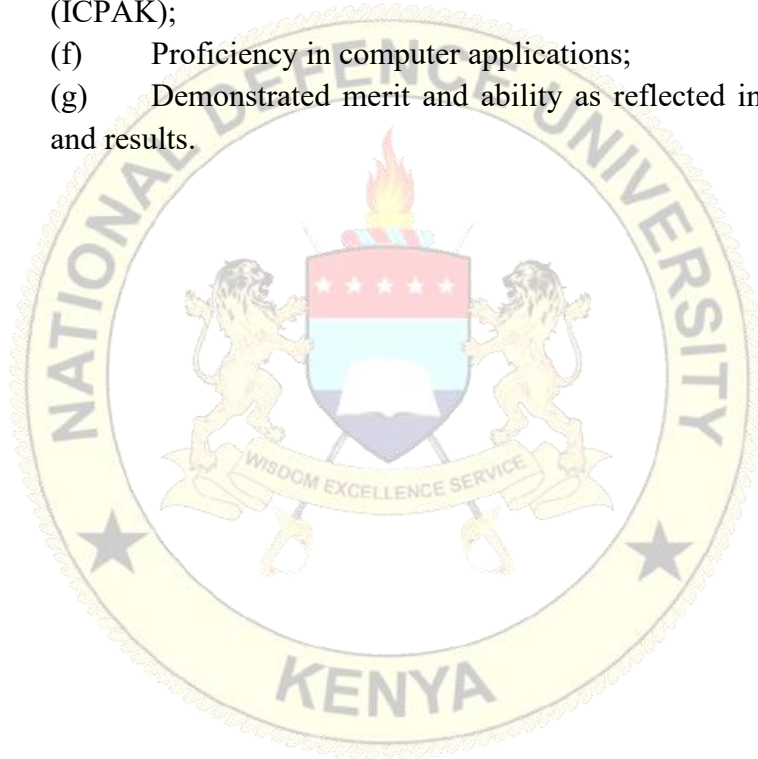 (ICPAK);
(f) Proficiency in computer applications;
(g) Demonstrated merit and ability as reflected in
and results.
NATIONAL DEFENCE UNIVERSITY
WISDOM EXCELLENCE SERVICE
KENYA